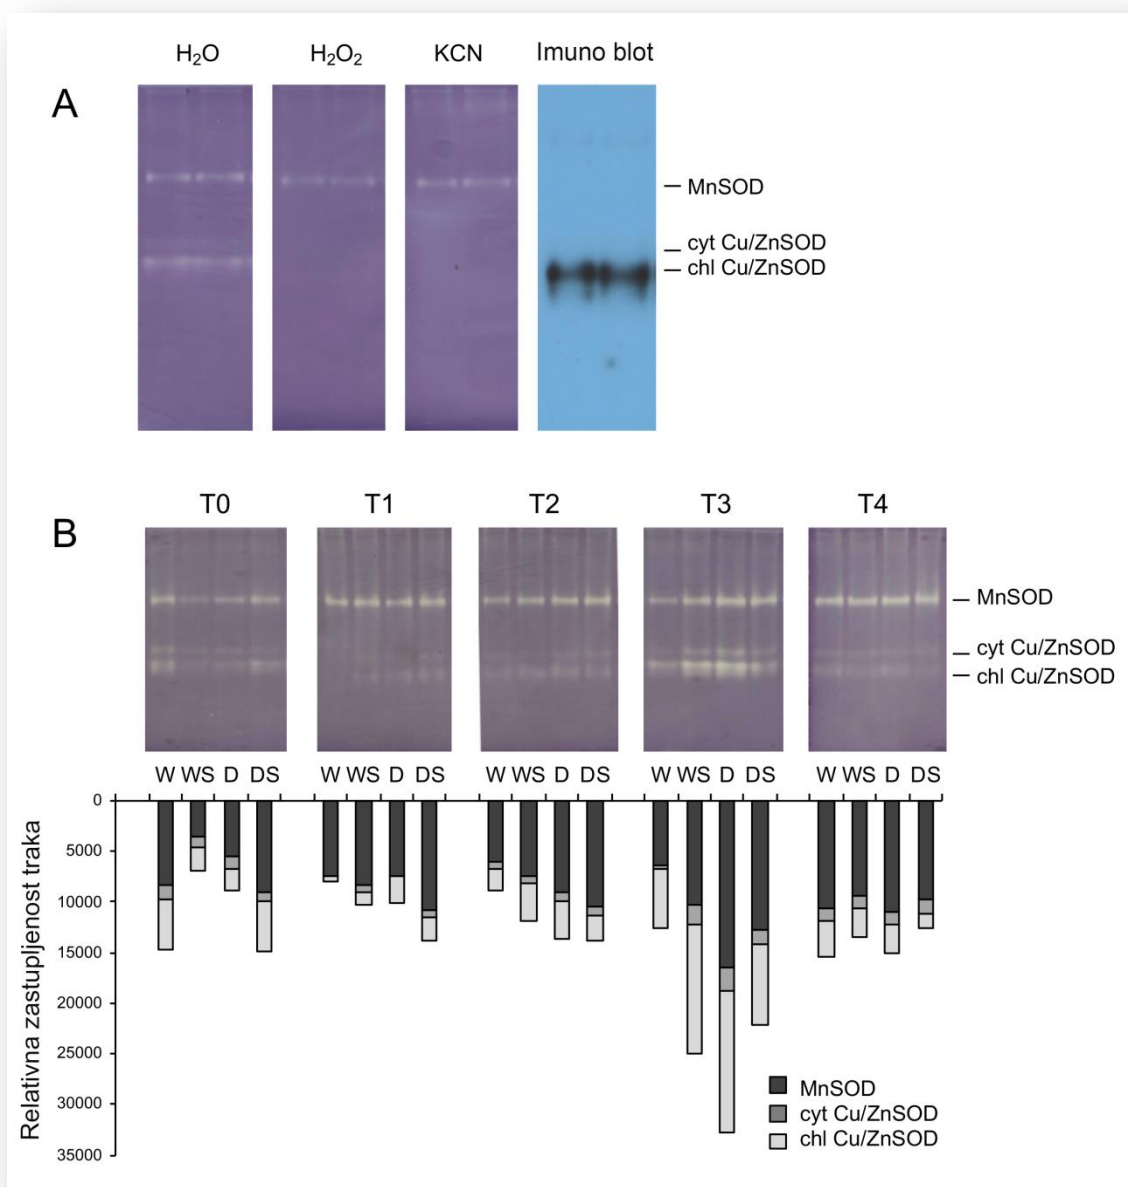 H₂O H₂O₂ KCN Imuno blot
A
MnSOD
cyt Cu/ZnSOD
chl Cu/ZnSOD
T0 T1 T2 T3 T4
B
MnSOD
cyt Cu/ZnSOD
chl Cu/ZnSOD
W WS D DS W WS D DS W WS D DS W WS D DS W WS D DS
Relativna zastupljenost traka
0
5000
10000
15000
20000
25000
30000
35000
MnSOD
cyt Cu/ZnSOD
chl Cu/ZnSOD